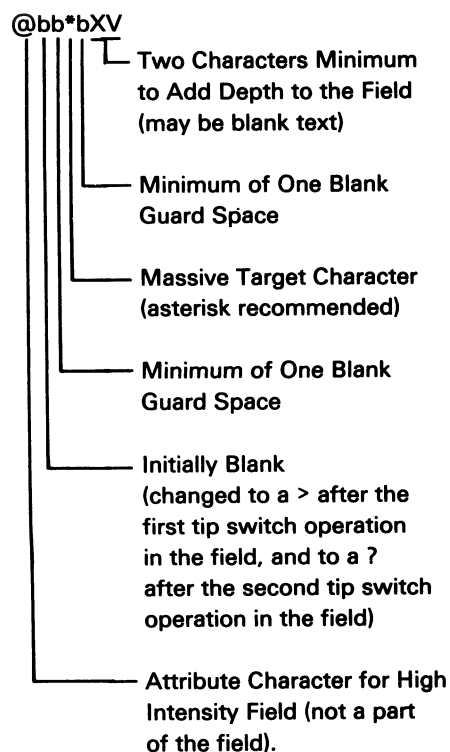 @bb*bXV
Two Characters Minimum
to Add Depth to the Field
(may be blank text)
Minimum of One Blank
Guard Space
Massive Target Character
(asterisk recommended)
Minimum of One Blank
Guard Space
Initially Blank
(changed to a > after the
first tip switch operation
in the field, and to a ?
after the second tip switch
operation in the field)
Attribute Character for High
Intensity Field (not a part
of the field).